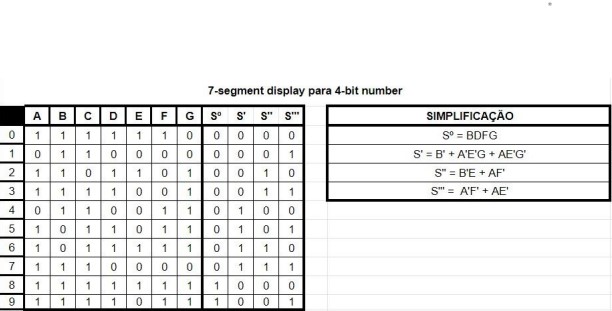 7-segment display para 4-bit number
A B C D E F G Sº S' S'' S''' SIMPLIFICAÇÃO
0 1 1 1 1 1 1 0 0 0 0 0 Sº = BDFG
1 0 1 1 0 0 0 0 0 0 0 1 S' = B' + A'E'G + AE'G'
2 1 1 0 1 1 0 1 0 0 1 0 S'' = B'E + AF'
3 1 1 1 1 0 0 1 0 0 1 1 S''' = A'F' + AE'
4 0 1 1 0 0 1 1 0 1 0 0
5 1 0 1 1 0 1 1 0 1 0 1
6 1 0 1 1 1 1 1 0 1 1 0
7 1 1 1 0 0 0 0 0 1 1 1
8 1 1 1 1 1 1 1 1 0 0 0
9 1 1 1 1 0 1 1 1 0 0 1